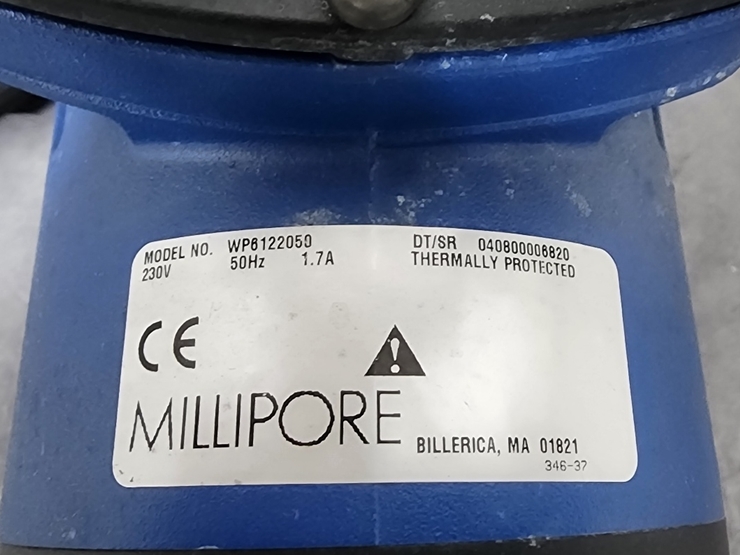 MODEL NO. WP6122050 DT/SR 040800006820
230V 50Hz 1.7A THERMALLY PROTECTED
CE
MILLIPORE BILLERICA, MA 01821
346-37